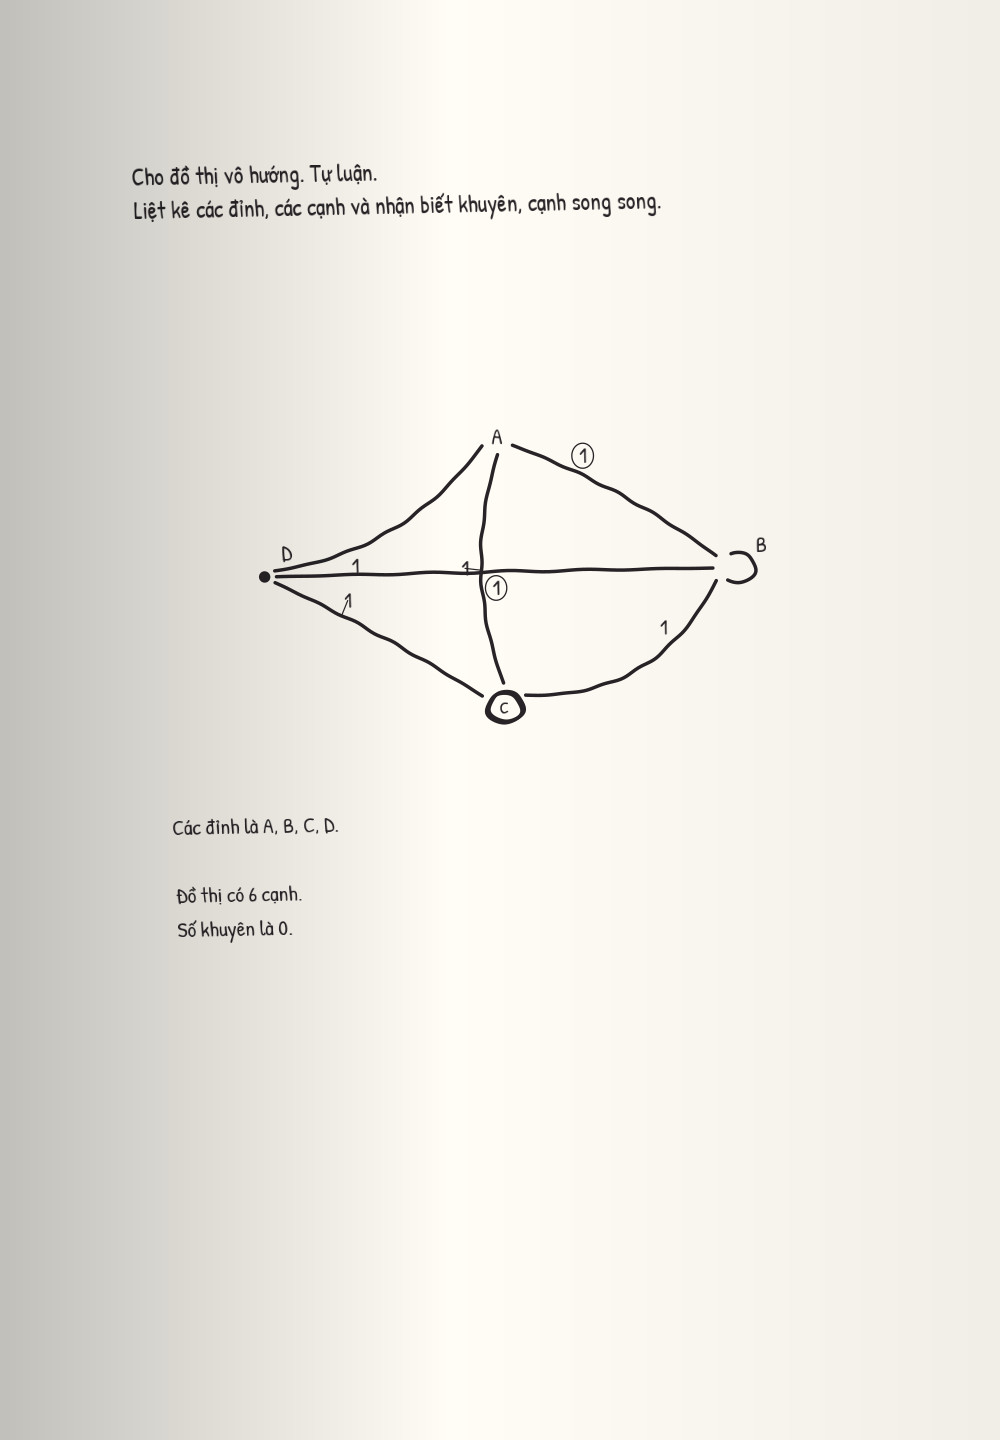 Cho đồ thị vô hướng. Tự luận.
Liệt kê các đỉnh, các cạnh và nhận biết khuyên, cạnh song song.
A
1
B
D
1
1
1
1
1
C
Các đỉnh là A, B, C, D.
Đồ thị có 6 cạnh.
Số khuyên là 0.